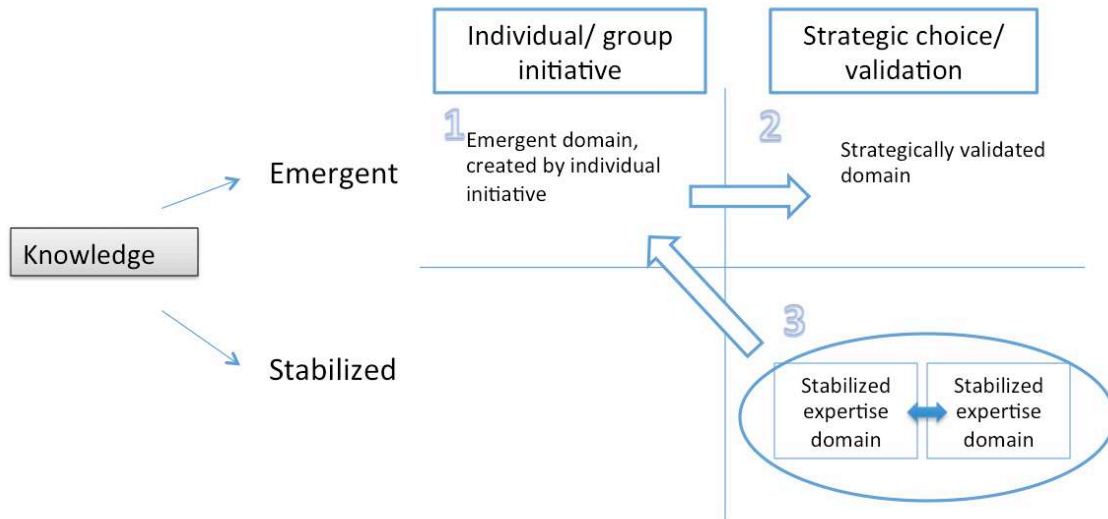 Individual/ group
initiative
Strategic choice/
validation
1
Emergent domain,
created by individual
initiative
2
Strategically validated
domain
Emergent
Knowledge
Stabilized
3
Stabilized
expertise
domain
Stabilized
expertise
domain